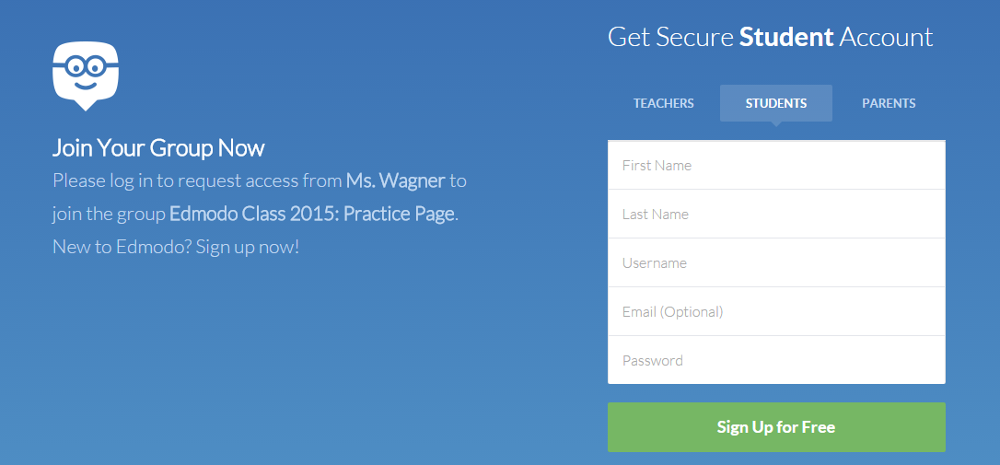 Join Your Group Now
Please log in to request access from Ms. Wagner to
join the group Edmodo Class 2015: Practice Page.
New to Edmodo? Sign up now!
Get Secure Student Account
TEACHERS STUDENTS PARENTS
First Name
Last Name
Username
Email (Optional)
Password
Sign Up for Free